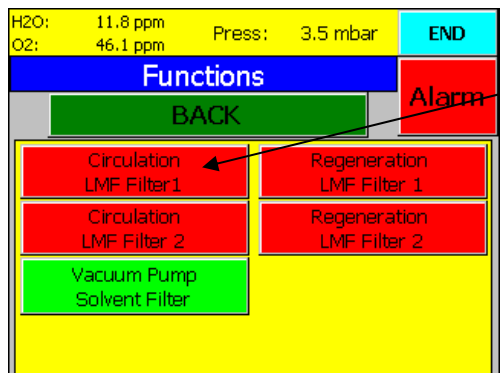 H2O: 11.8 ppm Press: 3.5 mbar END
O2: 46.1 ppm
Functions
Alarm
BACK
Circulation
LMF Filter1
Regeneration
LMF Filter 1
Circulation
LMF Filter 2
Regeneration
LMF Filter 2
Vacuum Pump
Solvent Filter